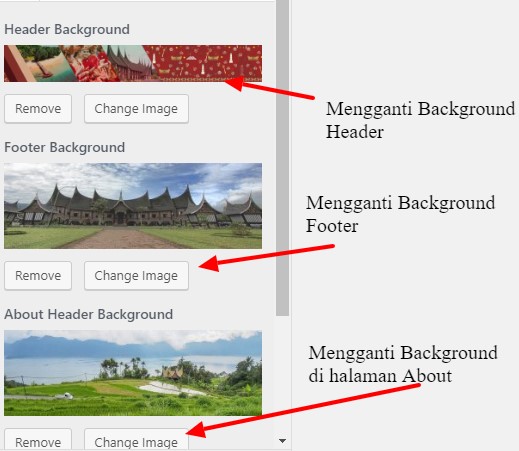 Header Background
Remove
Change Image
Mengganti Background
Header
Footer Background
Mengganti Background
Footer
Remove
Change Image
About Header Background
Mengganti Background
di halaman About
Remove
Change Image